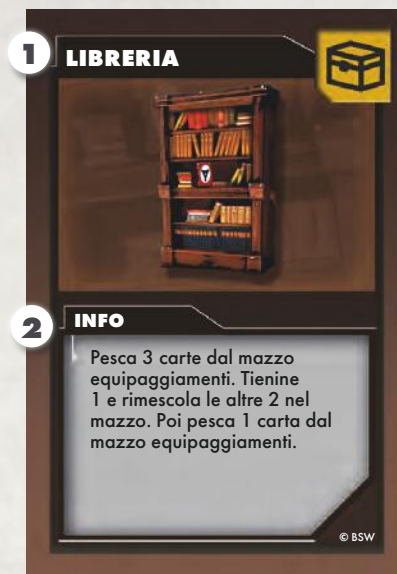 1
LIBRERIA
2
INFO
Pesca 3 carte dal mazzo
equipaggiamenti. Tienine
1 e rimescola le altre 2 nel
mazzo. Poi pesca 1 carta dal
mazzo equipaggiamenti.
© BSW